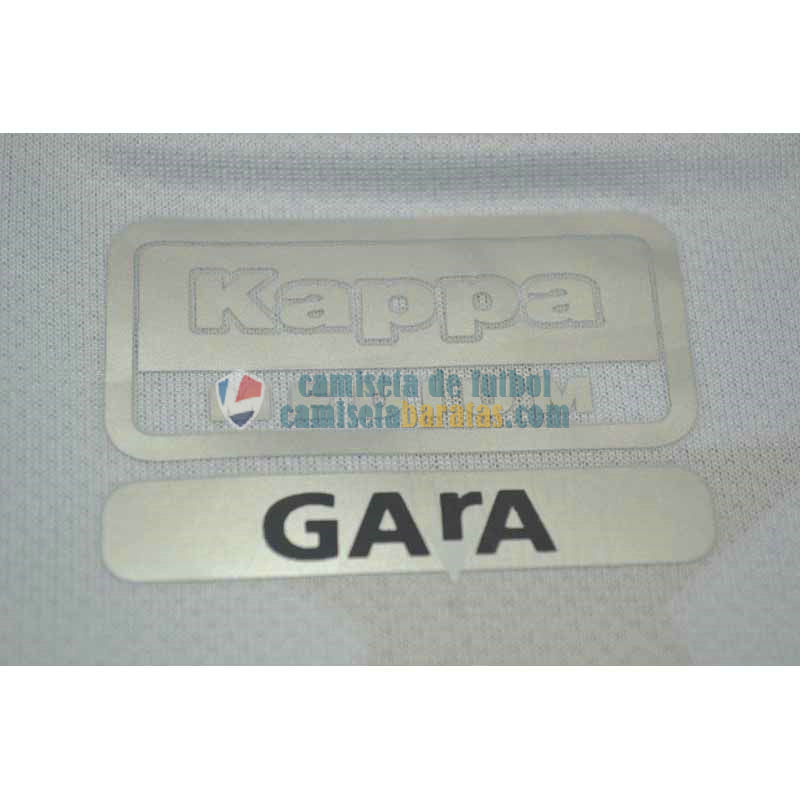 Kappa
camiseta de futbol
camisetabaratas.com
GArA